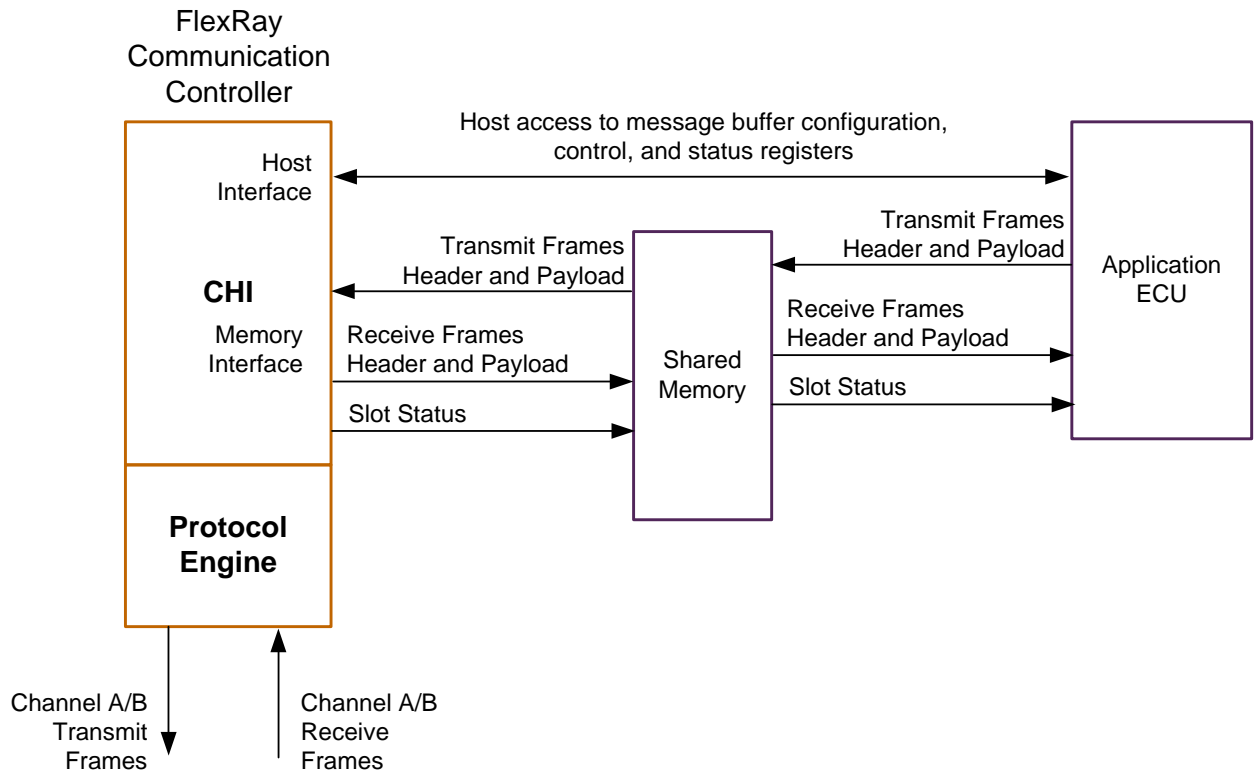 FlexRay
Communication
Controller
Host access to message buffer configuration,
control, and status registers
Host
Interface
Transmit Frames
Header and Payload
Transmit Frames
Header and Payload
CHI
Application
ECU
Memory
Interface
Receive Frames
Header and Payload
Shared
Memory
Receive Frames
Header and Payload
Slot Status
Slot Status
Protocol
Engine
Channel A/B
Transmit
Frames
Channel A/B
Receive
Frames